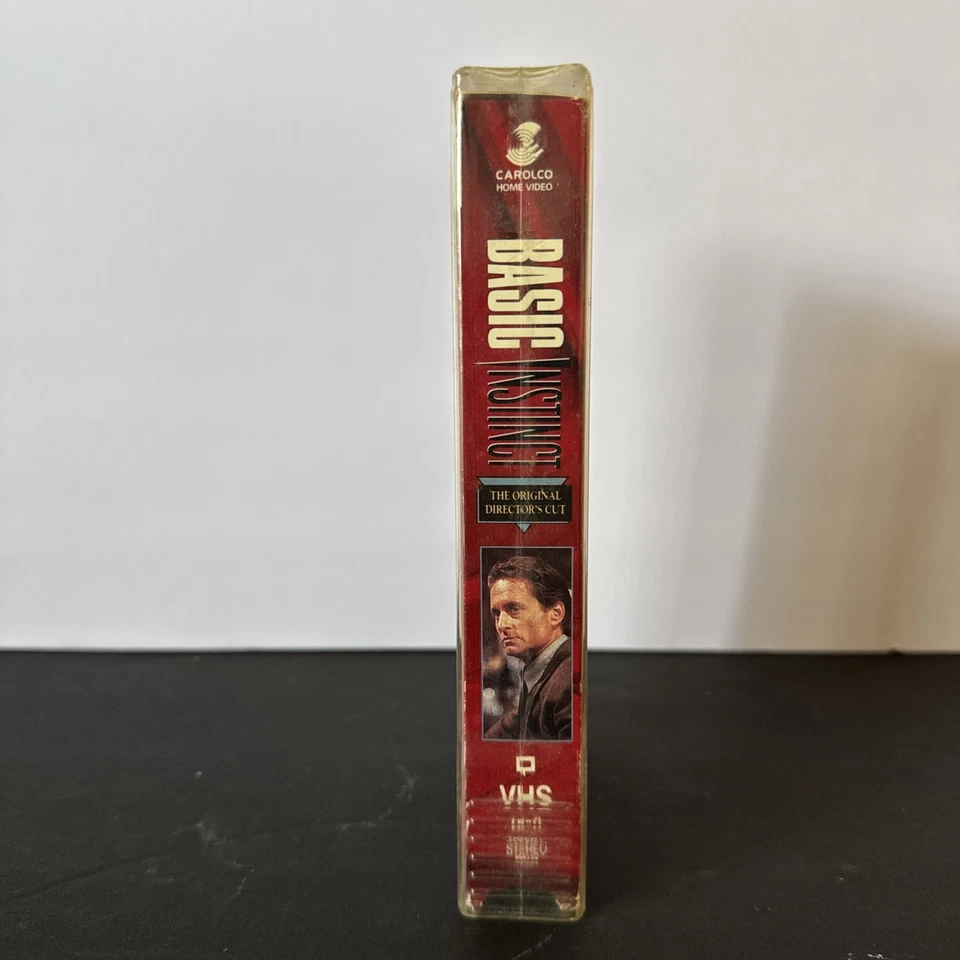 CAROLCO
HOME VIDEO
BASIC INSTINCT
THE ORIGINAL
DIRECTOR'S CUT
VHS